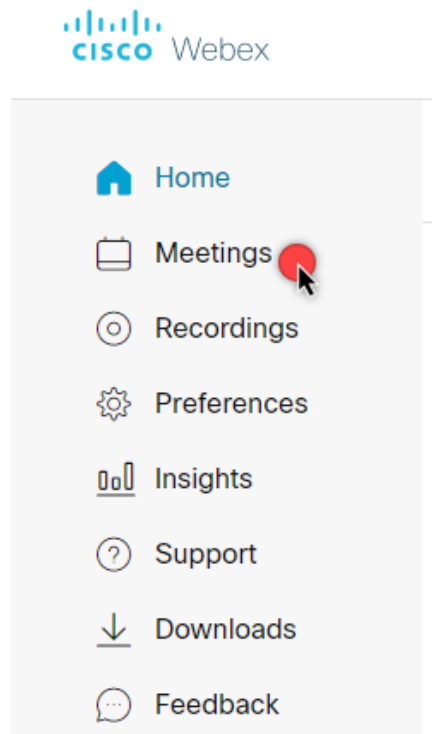 CISCO Webex
Home
Meetings
Recordings
Preferences
Insights
Support
Downloads
Feedback